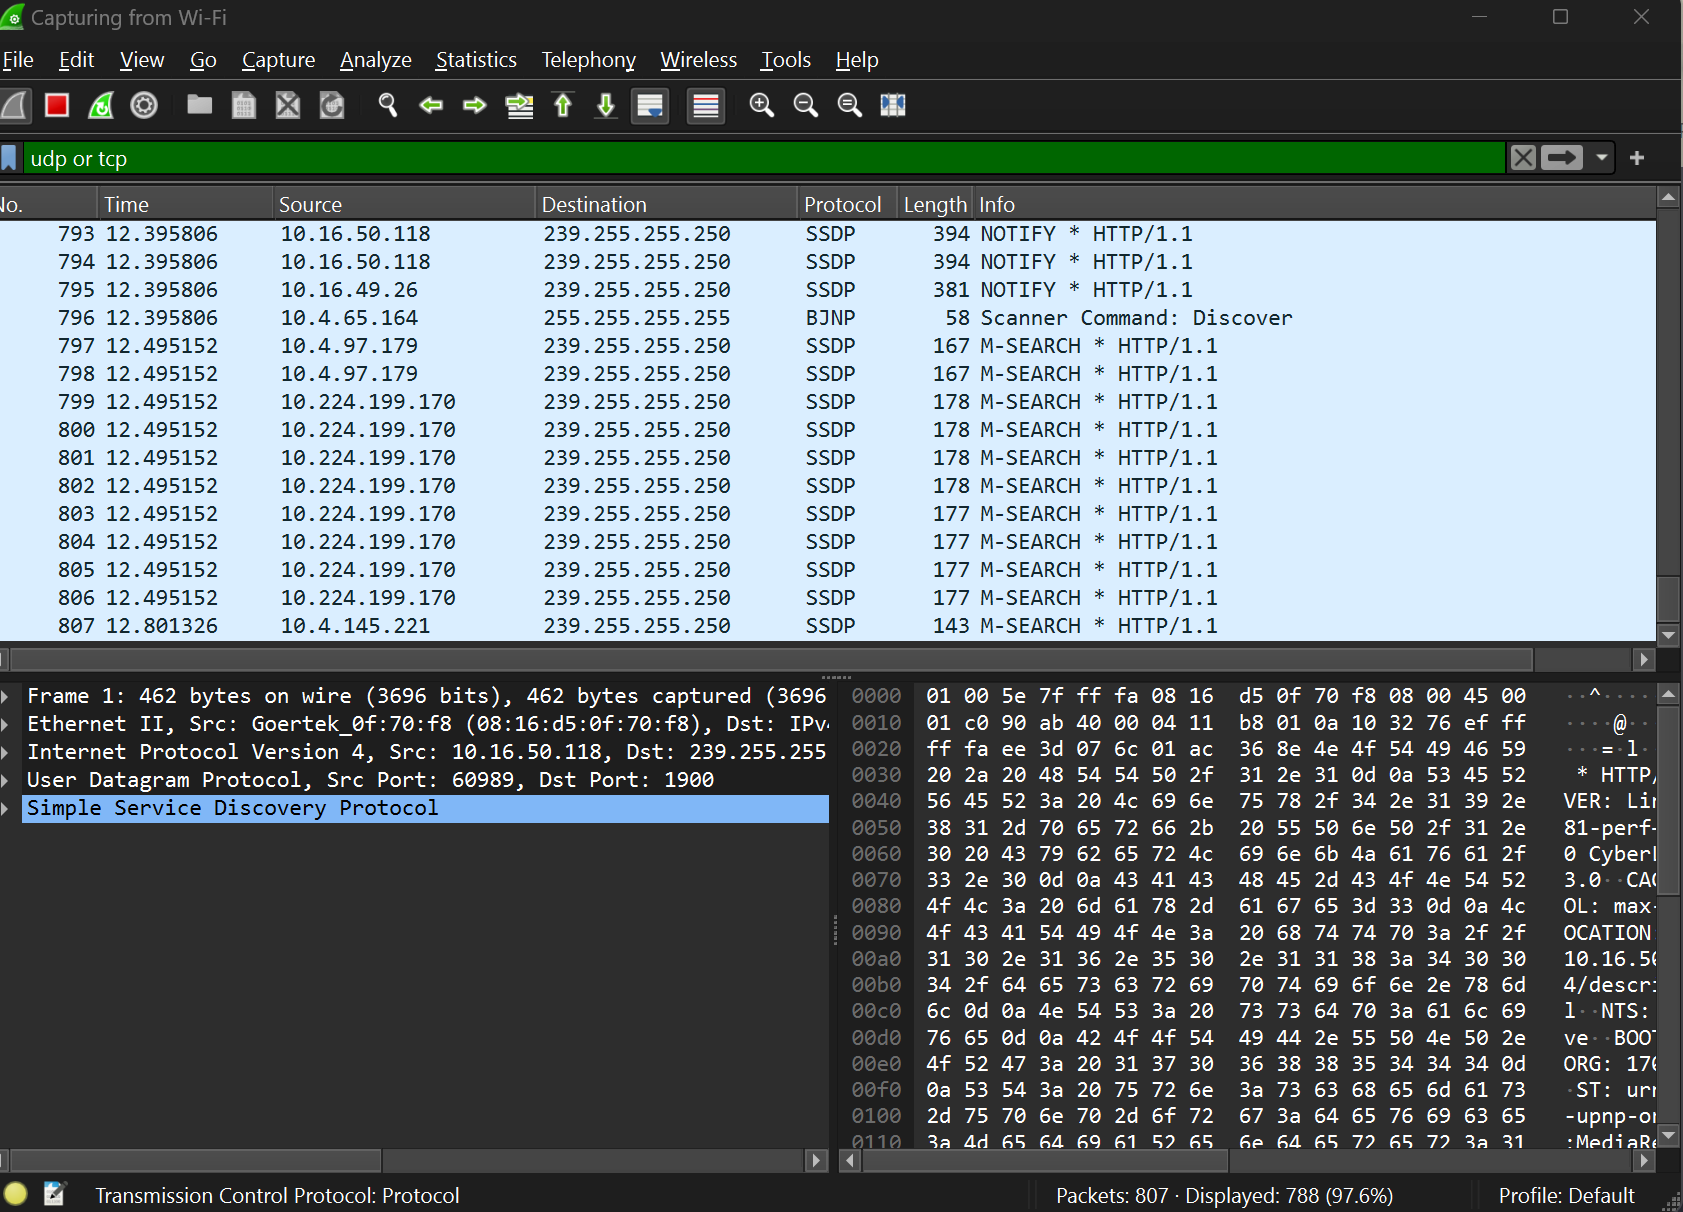 Capturing from Wi-Fi
File Edit View Go Capture Analyze Statistics Telephony Wireless Tools Help
udp or tcp
No. Time Source Destination Protocol Length Info
793 12.395806 10.16.50.118 239.255.255.250 SSDP 394 NOTIFY * HTTP/1.1
794 12.395806 10.16.50.118 239.255.255.250 SSDP 394 NOTIFY * HTTP/1.1
795 12.395806 10.16.49.26 239.255.255.250 SSDP 381 NOTIFY * HTTP/1.1
796 12.395806 10.4.65.164 255.255.255.255 BJNP 58 Scanner Command: Discover
797 12.495152 10.4.97.179 239.255.255.250 SSDP 167 M-SEARCH * HTTP/1.1
798 12.495152 10.4.97.179 239.255.255.250 SSDP 167 M-SEARCH * HTTP/1.1
799 12.495152 10.224.199.170 239.255.255.250 SSDP 178 M-SEARCH * HTTP/1.1
800 12.495152 10.224.199.170 239.255.255.250 SSDP 178 M-SEARCH * HTTP/1.1
801 12.495152 10.224.199.170 239.255.255.250 SSDP 178 M-SEARCH * HTTP/1.1
802 12.495152 10.224.199.170 239.255.255.250 SSDP 178 M-SEARCH * HTTP/1.1
803 12.495152 10.224.199.170 239.255.255.250 SSDP 177 M-SEARCH * HTTP/1.1
804 12.495152 10.224.199.170 239.255.255.250 SSDP 177 M-SEARCH * HTTP/1.1
805 12.495152 10.224.199.170 239.255.255.250 SSDP 177 M-SEARCH * HTTP/1.1
806 12.495152 10.224.199.170 239.255.255.250 SSDP 177 M-SEARCH * HTTP/1.1
807 12.801326 10.4.145.221 239.255.255.250 SSDP 143 M-SEARCH * HTTP/1.1
Frame 1: 462 bytes on wire (3696 bits), 462 bytes captured (3696
Ethernet II, Src: Goertek_0f:70:f8 (08:16:d5:0f:70:f8), Dst: IPv4
Internet Protocol Version 4, Src: 10.16.50.118, Dst: 239.255.255
User Datagram Protocol, Src Port: 60989, Dst Port: 1900
Simple Service Discovery Protocol
0000 01 00 5e 7f ff fa 08 16 d5 0f 70 f8 08 00 45 00 ··^····
0010 01 c0 90 ab 40 00 04 11 b8 01 0a 10 32 76 ef ff ····@··
0020 ff fa ee 3d 07 6c 01 ac 36 8e 4e 4f 54 49 46 59 ···=·l·
0030 20 2a 20 48 54 54 50 2f 31 2e 31 0d 0a 53 45 52 * HTTP/
0040 56 45 52 3a 20 4c 69 6e 75 78 2f 34 2e 31 39 2e VER: Lin
0050 38 31 2d 70 65 72 66 2b 20 55 50 6e 50 2f 31 2e 81-perf-
0060 30 20 43 79 62 65 72 4c 69 6e 6b 4a 61 76 61 2f 0 CyberL
0070 33 2e 30 0d 0a 43 41 43 48 45 2d 43 4f 4e 54 52 3.0··CAC
0080 4f 4c 3a 20 6d 61 78 2d 61 67 65 3d 33 0d 0a 4c OL: max-
0090 4f 43 41 54 49 4f 4e 3a 20 68 74 74 70 3a 2f 2f OCATION:
00a0 31 30 2e 31 36 2e 35 30 2e 31 31 38 3a 34 30 30 10.16.50
00b0 34 2f 64 65 73 63 72 69 70 74 69 6f 6e 2e 78 6d 4/descri
00c0 6c 0d 0a 4e 54 53 3a 20 73 73 64 70 3a 61 6c 69 l··NTS:
00d0 76 65 0d 0a 42 4f 4f 54 49 44 2e 55 50 4e 50 2e ve··BOOT
00e0 4f 52 47 3a 20 31 37 30 36 38 38 35 34 34 34 0d ORG: 170
00f0 0a 53 54 3a 20 75 72 6e 3a 73 63 68 65 6d 61 73 ·ST: urn
0100 2d 75 70 6e 70 2d 6f 72 67 3a 64 65 76 69 63 65 -upnp-or
0110 3a 4d 65 64 69 61 52 65 6e 64 65 72 65 72 3a 31 :MediaRe
Transmission Control Protocol: Protocol
Packets: 807 · Displayed: 788 (97.6%)
Profile: Default